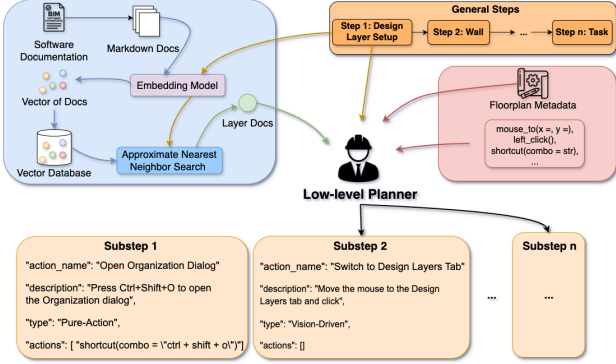 BIM
Software
Documentation
Markdown Docs
Embedding Model
Vector of Docs
Layer Docs
Vector Database
Approximate Nearest
Neighbor Search
General Steps
Step 1: Design
Layer Setup
Step 2: Wall
...
Step n: Task
Floorplan Metadata
mouse_to(x =, y =),
left_click(),
shortcut(combo = str),
...
Low-level Planner
Substep 1
"action_name": "Open Organization Dialog"
"description": "Press Ctrl+Shift+O to open
the Organization dialog",
"type": "Pure-Action",
"actions": [ "shortcut(combo = \"ctrl + shift + o\")"]
Substep 2
"action_name": "Switch to Design Layers Tab"
"description": "Move the mouse to the Design
Layers tab and click",
"type": "Vision-Driven",
"actions": []
...
Substep n
...